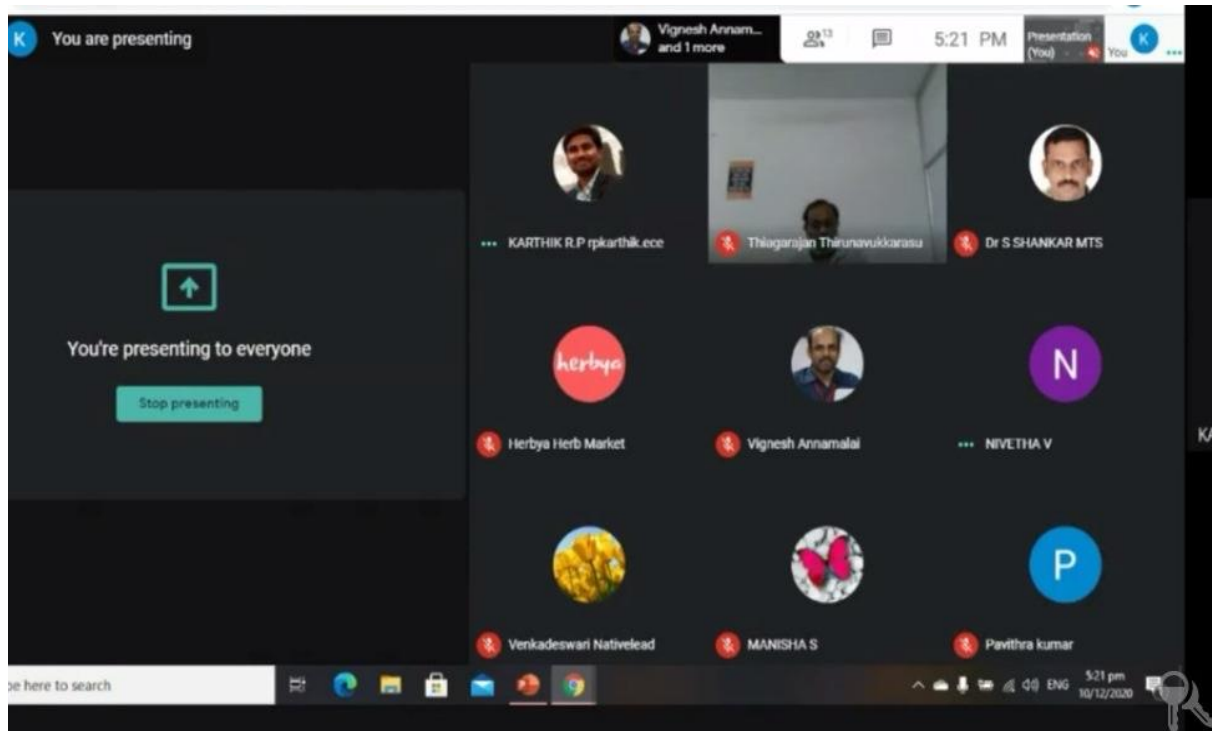 K
You are presenting
Vignesh Annam...
and 1 more
13
5:21 PM
Presentation
(You)
You
K
KARTHIK R.P rpkarthik.ece
Thiagarajan Thirunavukkarasu
Dr S SHANKAR MTS
You're presenting to everyone
Stop presenting
herbya
N
Herbya Herb Market
Vignesh Annamalai
NIVETHA V
KA
P
Venkadeswari Nativelead
MANISHA S
Pavithra kumar
pe here to search
ENG
5:21 pm
10/12/2020